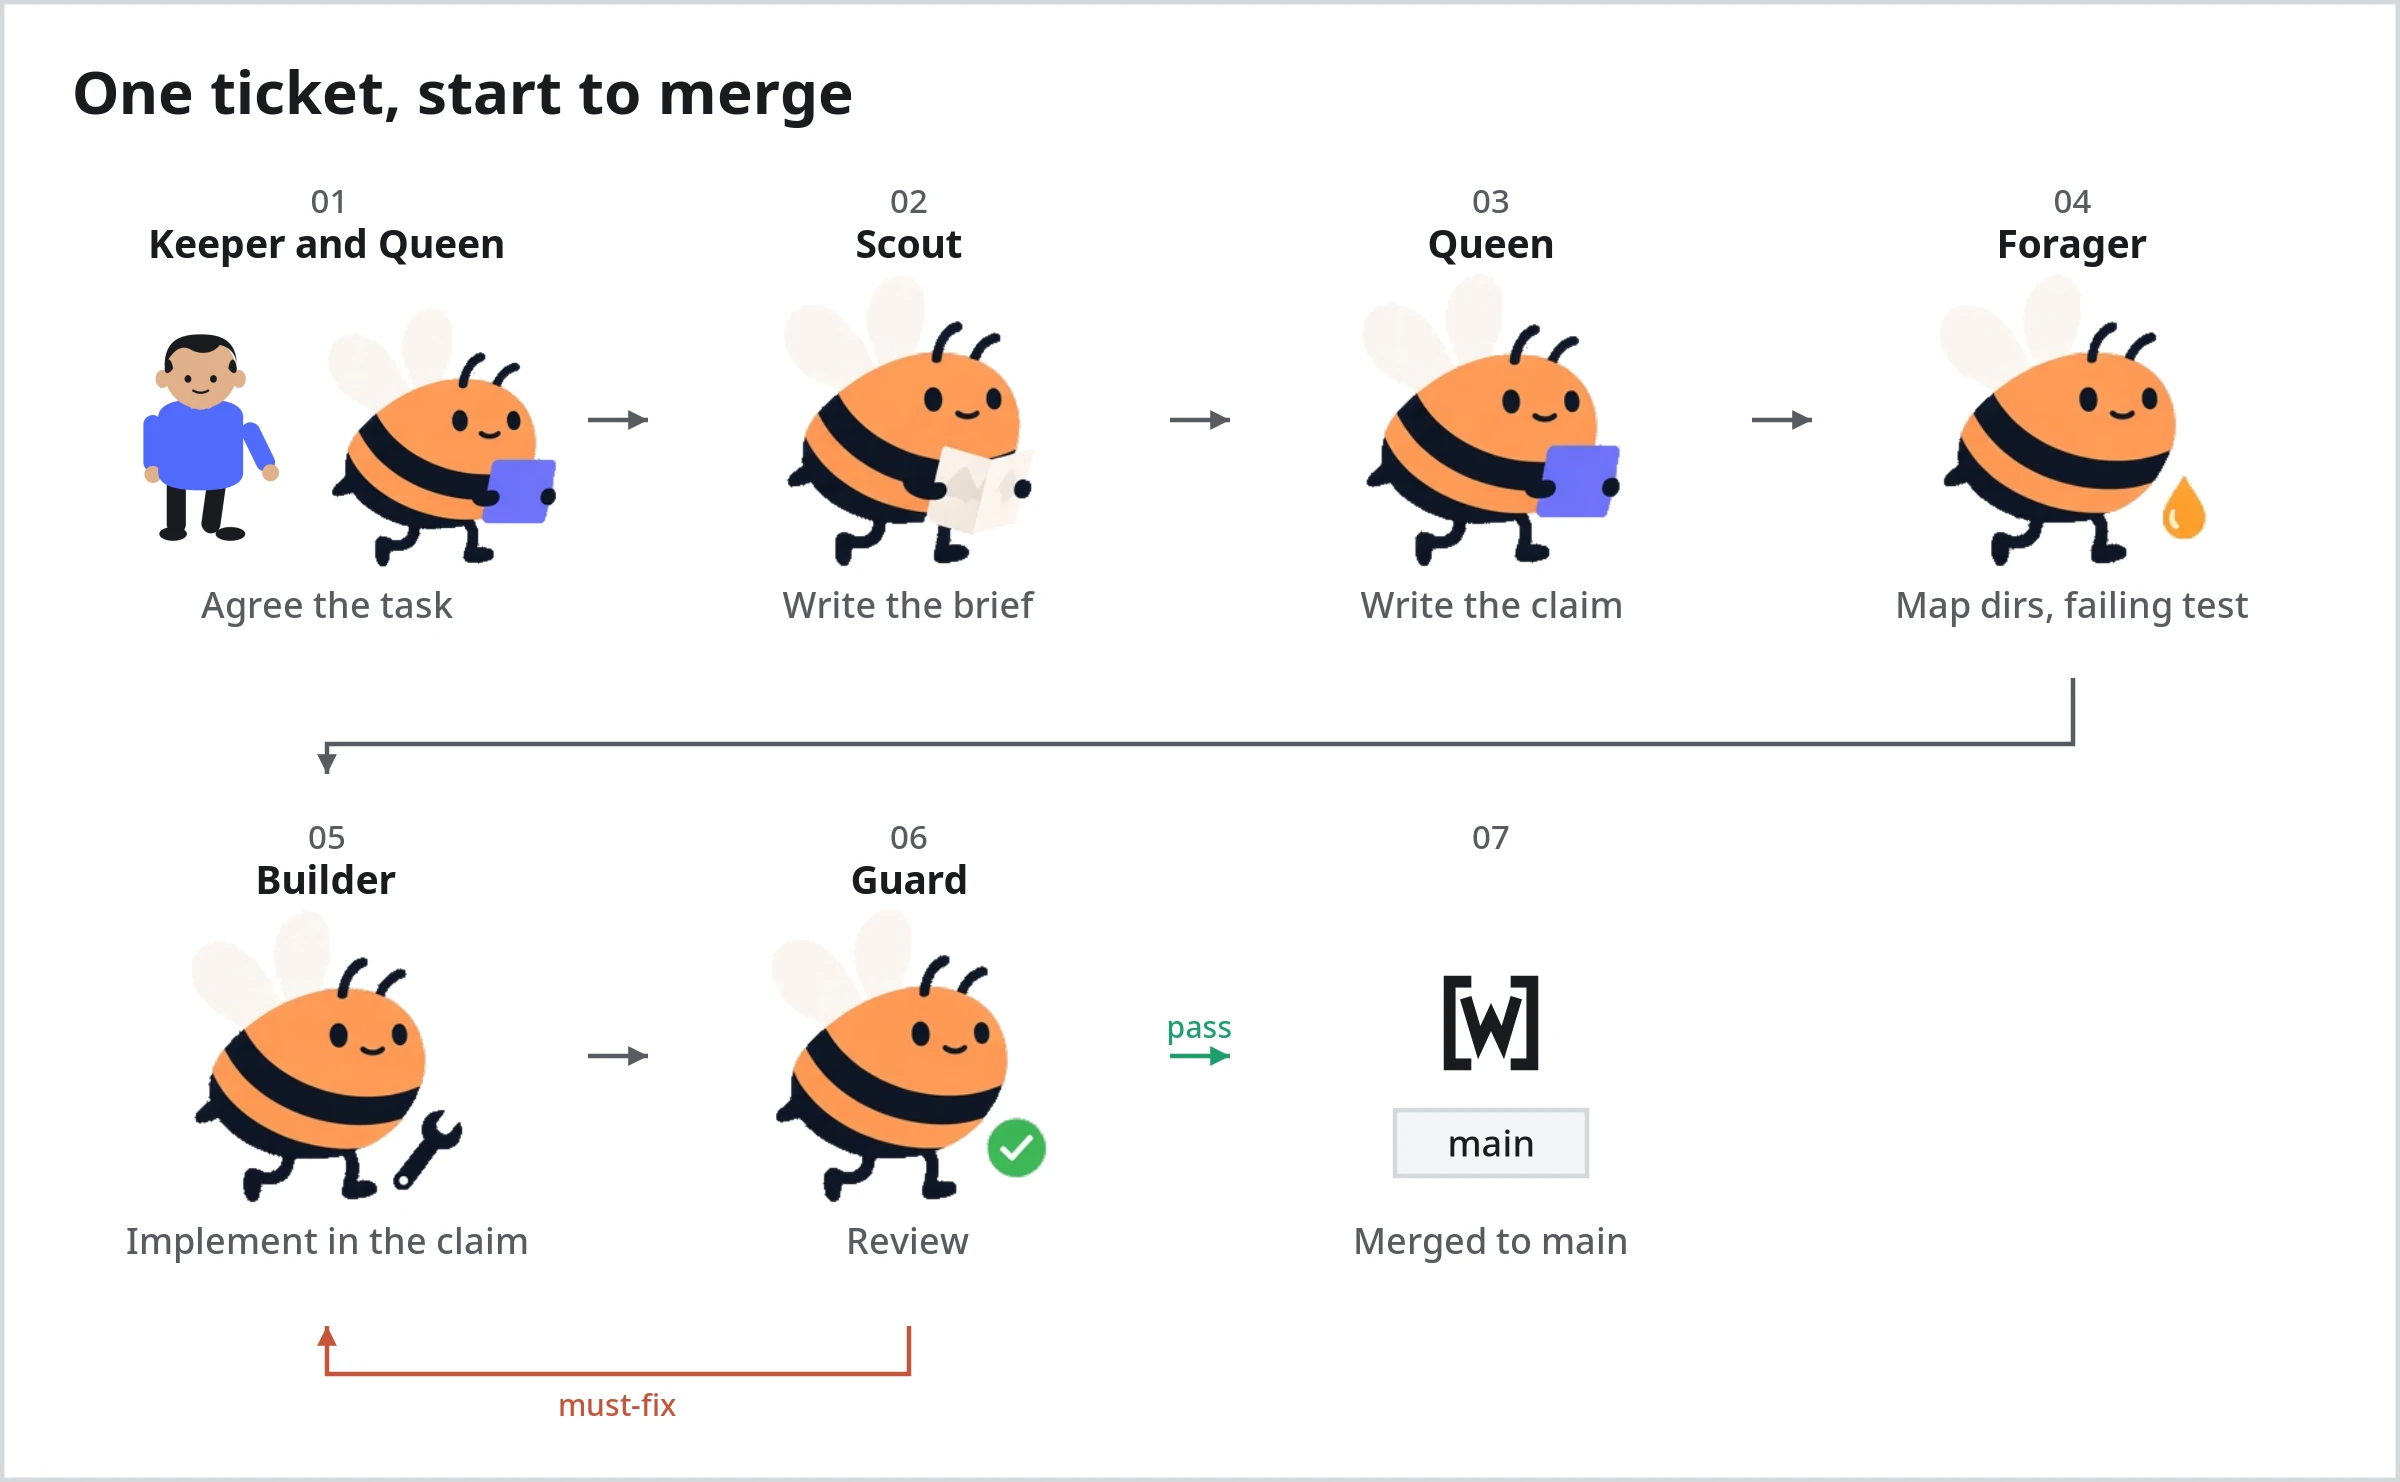 One ticket, start to merge
01
Keeper and Queen
Agree the task
02
Scout
Write the brief
03
Queen
Write the claim
04
Forager
Map dirs, failing test
05
Builder
Implement in the claim
06
Guard
Review
pass
07
[W]
main
Merged to main
must-fix